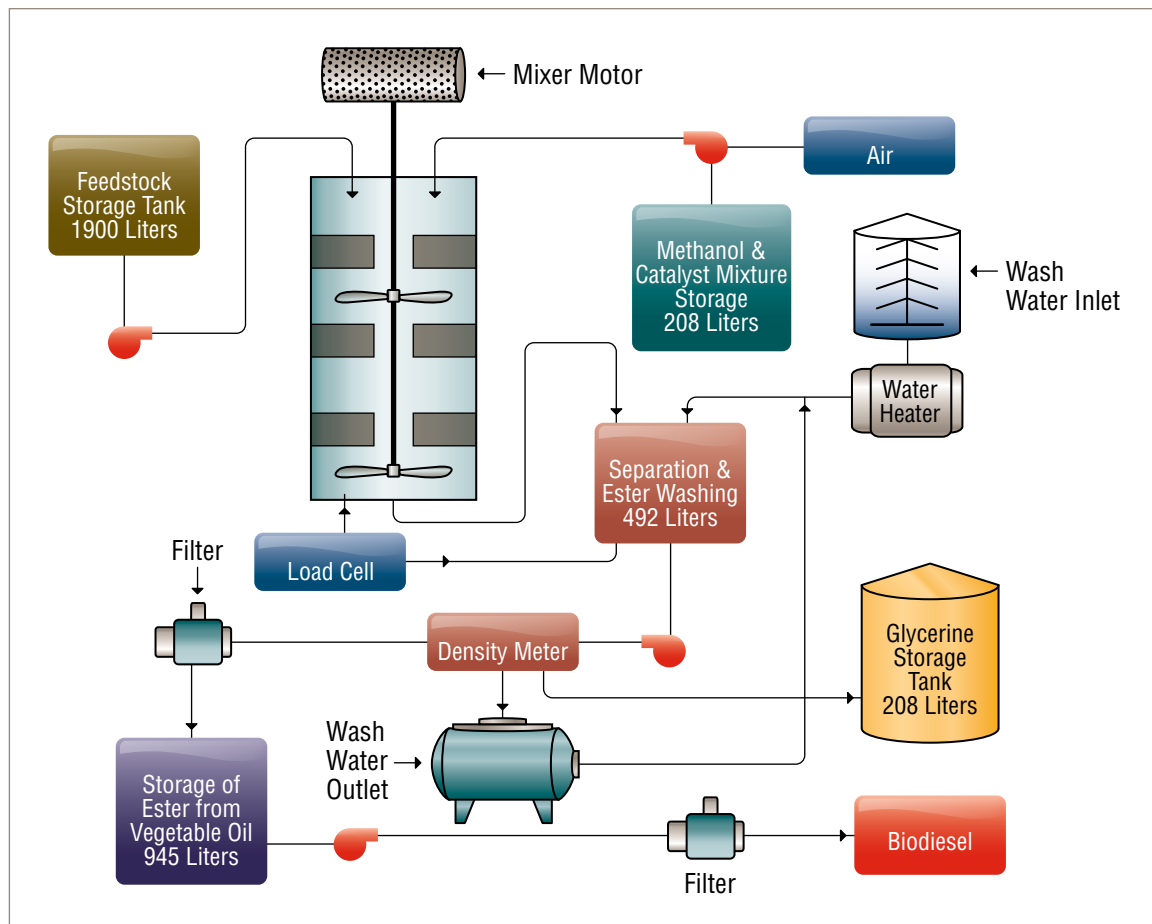 Mixer Motor
Feedstock
Storage Tank
1900 Liters
Air
Methanol &
Catalyst Mixture
Storage
208 Liters
Wash
Water Inlet
Water
Heater
Separation &
Ester Washing
492 Liters
Filter
Load Cell
Density Meter
Glycerine
Storage
Tank
208 Liters
Wash
Water
Outlet
Storage of
Ester from
Vegetable Oil
945 Liters
Filter
Biodiesel